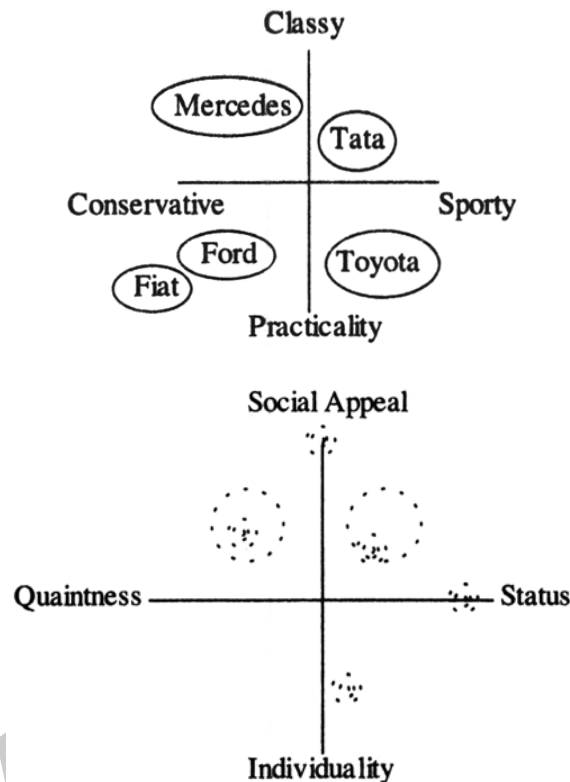 Classy
Mercedes
Tata
Conservative
Sporty
Ford
Toyota
Fiat
Practicality
Social Appeal
Quaintness
Status
Individuality